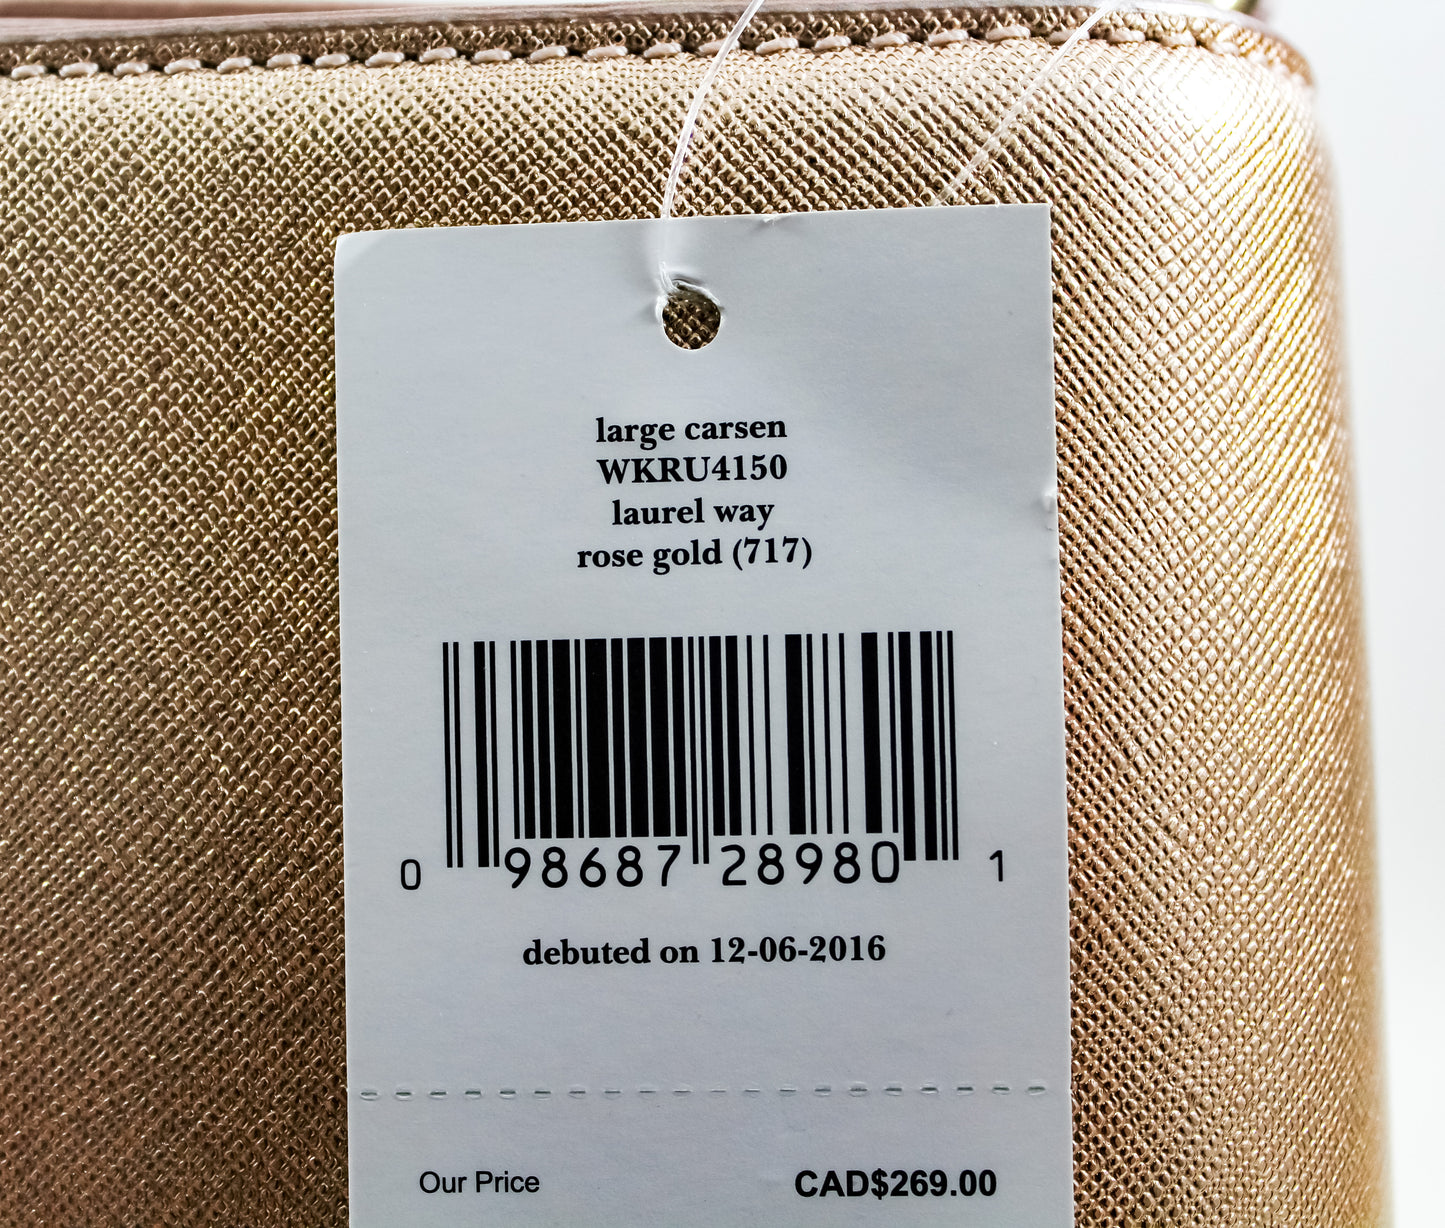 large carsen
WKRU4150
laurel way
rose gold (717)
0 98687 28980 1
debuted on 12-06-2016
Our Price CAD$269.00